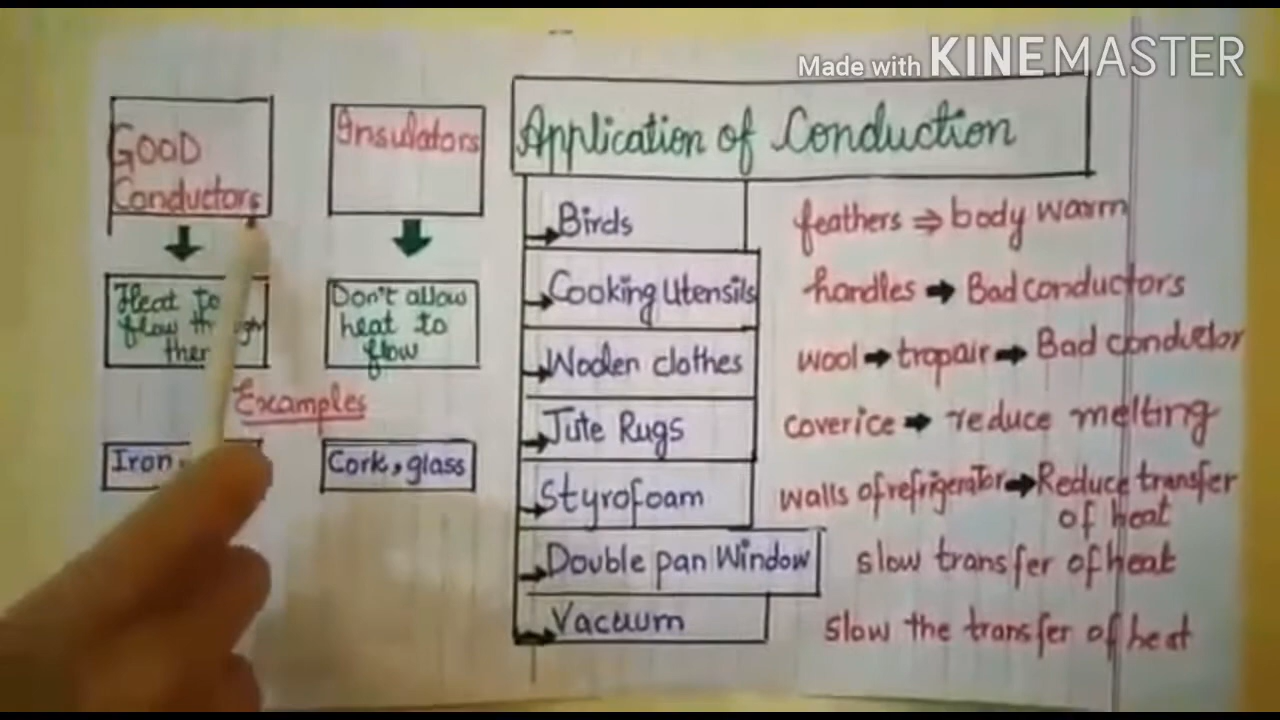 Made with KINEMASTER
GOOD
Conductors
Insulators
Application of Conduction
Heat to
flow
Don't allow
heat to
flow
Examples
Iron,
Cork, glass
Birds
feathers ⇒ body warm
Cooking Utensils
handles → Bad conductors
Woolen clothes
wool → trapair → Bad conductor
Jute Rugs
coverice → reduce melting
Styrofoam
walls of refrigerator → Reduce transfer
of heat
Double pan Window
slow transfer of heat
Vacuum
Slow the transfer of heat